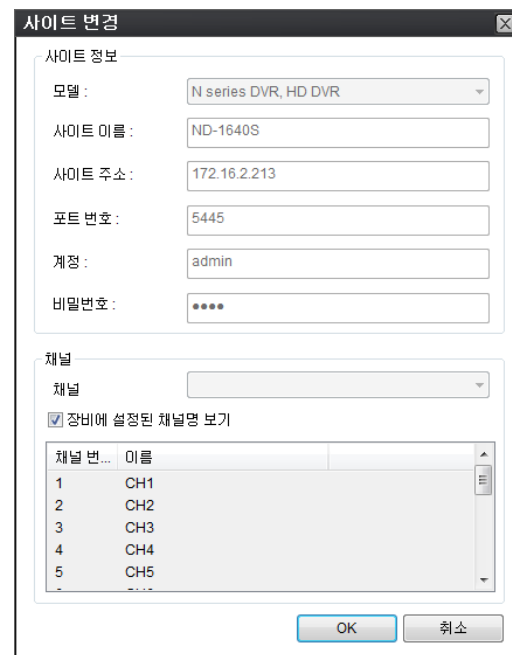 사이트 변경
사이트 정보
모델 : N series DVR, HD DVR
사이트 이름 : ND-1640S
사이트 주소 : 172.16.2.213
포트 번호 : 5445
계정 : admin
비밀번호 : ●●●●
채널
채널
장비에 설정된 채널명 보기
채널 번... 이름
1 CH1
2 CH2
3 CH3
4 CH4
5 CH5
OK 취소